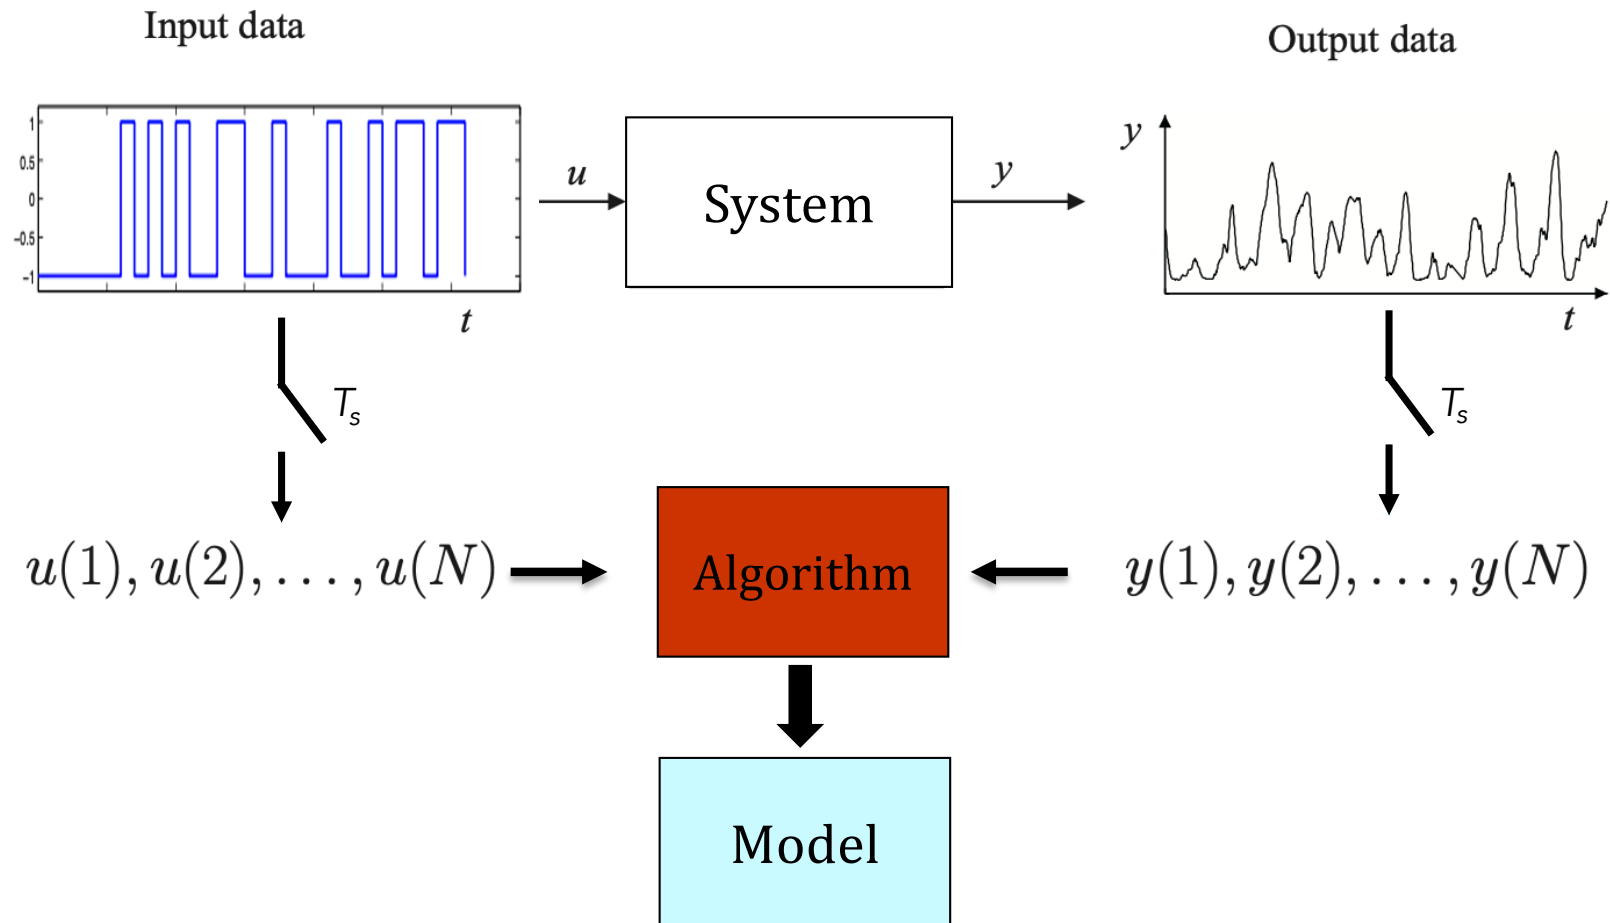 Input data
Output data
1
0.5
0
-0.5
-1
t
u
System
y
y
t
Ts
Ts
u(1), u(2), . . . , u(N)
Algorithm
y(1), y(2), . . . , y(N)
Model